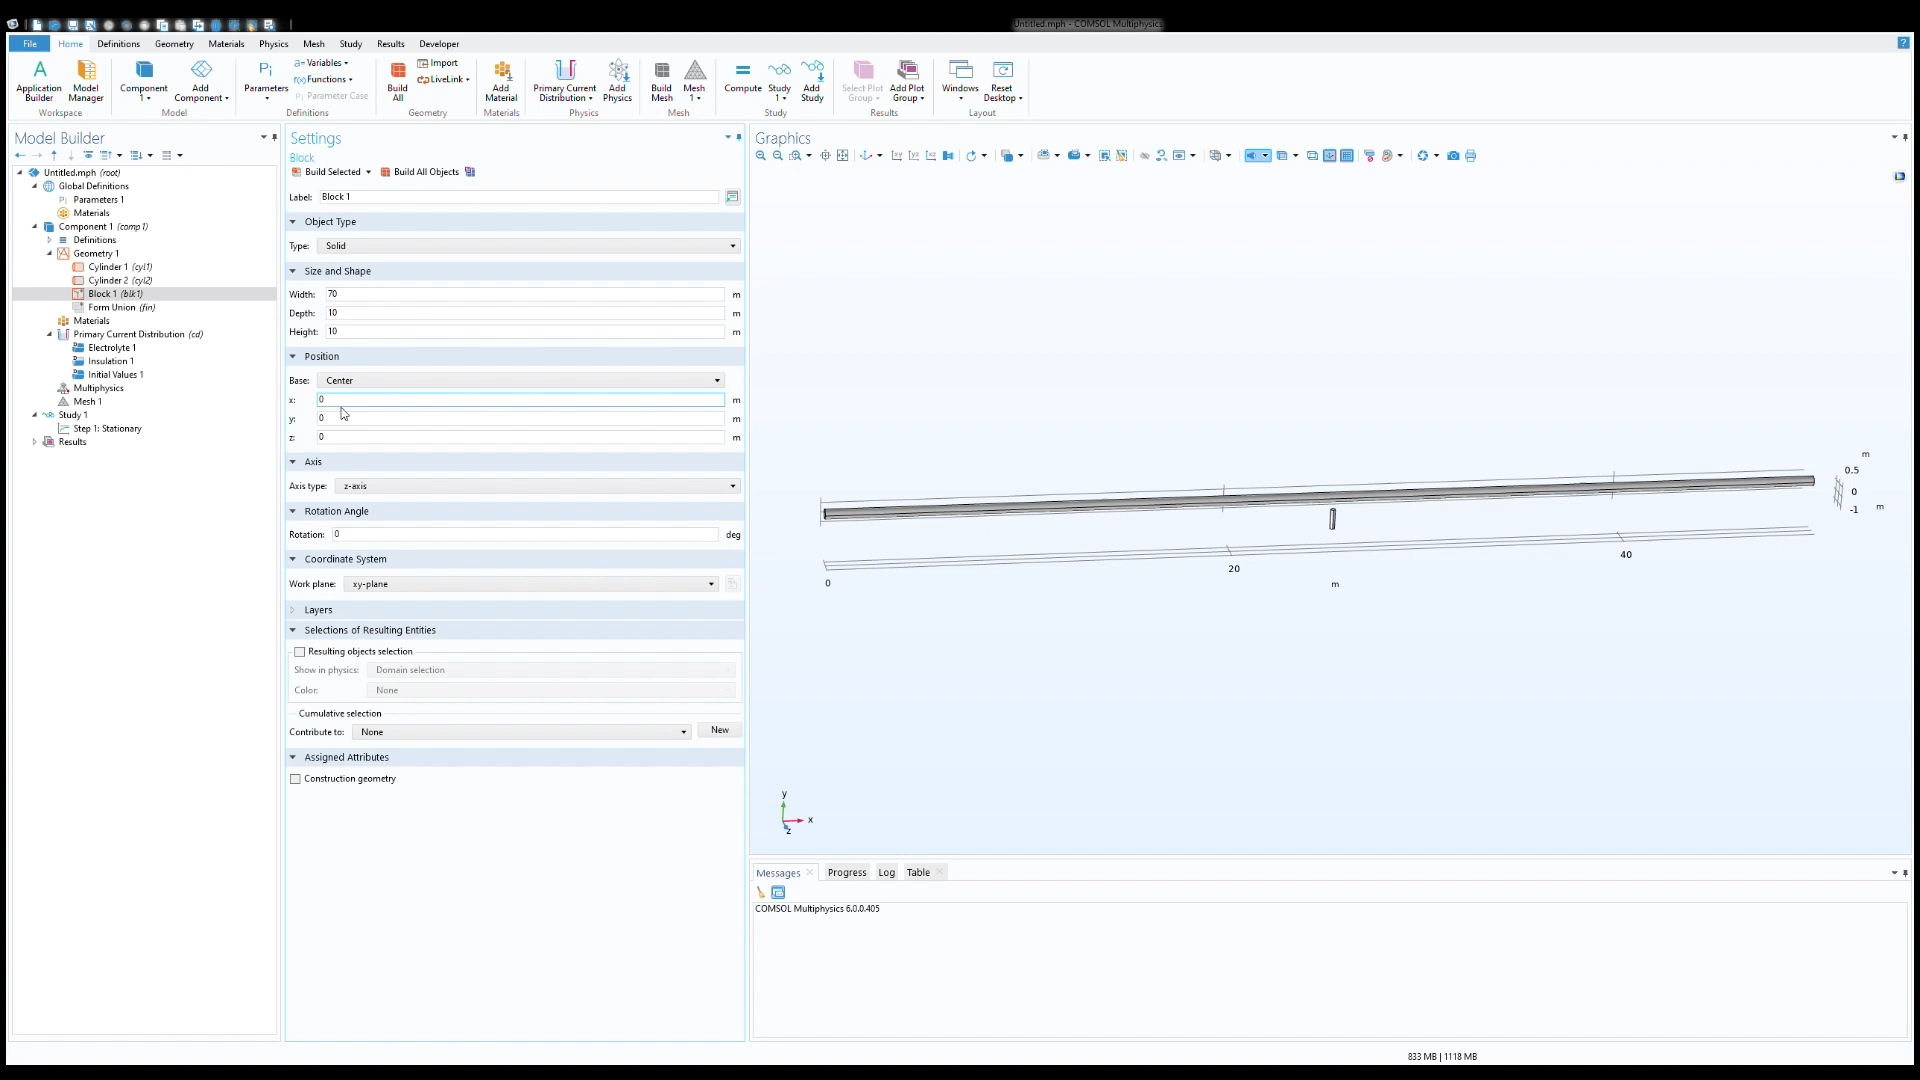 Untitled.mph - COMSOL Multiphysics
File Home Definitions Geometry Materials Physics Mesh Study Results Developer
Application Builder
Model Manager
Workspace
Component 1
Add Component
Model
Parameters
a= Variables
f(x) Functions
Pi Parameter Case
Definitions
Build All
Import
LiveLink
Geometry
Add Material
Materials
Primary Current Distribution
Add Physics
Physics
Build Mesh
Mesh 1
Mesh
Compute
Study 1
Add Study
Study
Select Plot Group
Add Plot Group
Results
Windows
Reset Desktop
Layout
Model Builder
Untitled.mph (root)
Global Definitions
Pi Parameters 1
Materials
Component 1 (comp1)
Definitions
Geometry 1
Cylinder 1 (cyl1)
Cylinder 2 (cyl2)
Block 1 (blk1)
Form Union (fin)
Materials
Primary Current Distribution (cd)
Electrolyte 1
Insulation 1
Initial Values 1
Multiphysics
Mesh 1
Study 1
Step 1: Stationary
Results
Settings
Block
Build Selected Build All Objects
Label: Block 1
Object Type
Type: Solid
Size and Shape
Width: 70 m
Depth: 10 m
Height: 10 m
Position
Base: Center
x: 0 m
y: 0 m
z: 0 m
Axis
Axis type: z-axis
Rotation Angle
Rotation: 0 deg
Coordinate System
Work plane: xy-plane
Layers
Selections of Resulting Entities
Resulting objects selection
Show in physics: Domain selection
Color: None
Cumulative selection
Contribute to: None New
Assigned Attributes
Construction geometry
Graphics
m
0.5
0
-1 m
40
20
0 m
y
x
z
Messages Progress Log Table
COMSOL Multiphysics 6.0.0.405
833 MB | 1118 MB